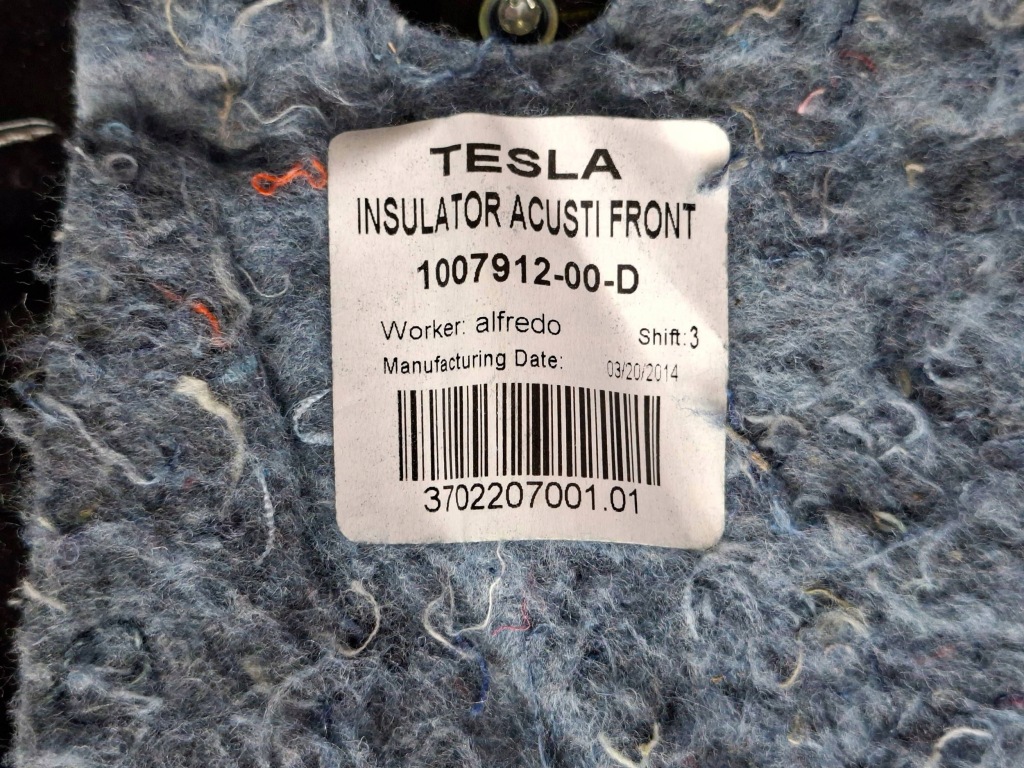 TESLA
INSULATOR ACUSTI FRONT
1007912-00-D
Worker: alfredo Shift:3
Manufacturing Date: 03/20/2014
3702207001.01